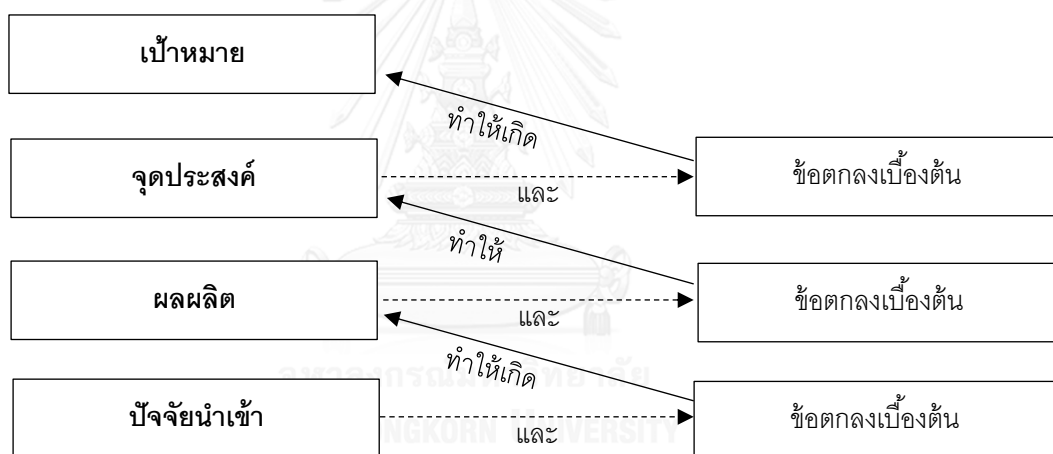 เป้าหมาย
ทำให้เกิด
จุดประสงค์
ข้อตกลงเบื้องต้น
และ
ทำให้
ผลผลิต
ข้อตกลงเบื้องต้น
และ
ทำให้เกิด
ปัจจัยนำเข้า
ข้อตกลงเบื้องต้น
และ